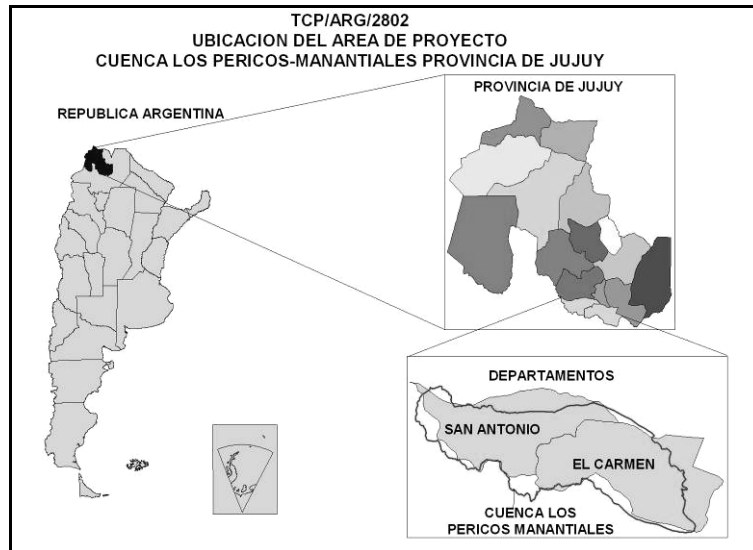 TCP/ARG/2802
UBICACION DEL AREA DE PROYECTO
CUENCA LOS PERICOS-MANANTIALES PROVINCIA DE JUJUY
REPUBLICA ARGENTINA
PROVINCIA DE JUJUY
DEPARTAMENTOS
SAN ANTONIO
EL CARMEN
CUENCA LOS
PERICOS MANANTIALES